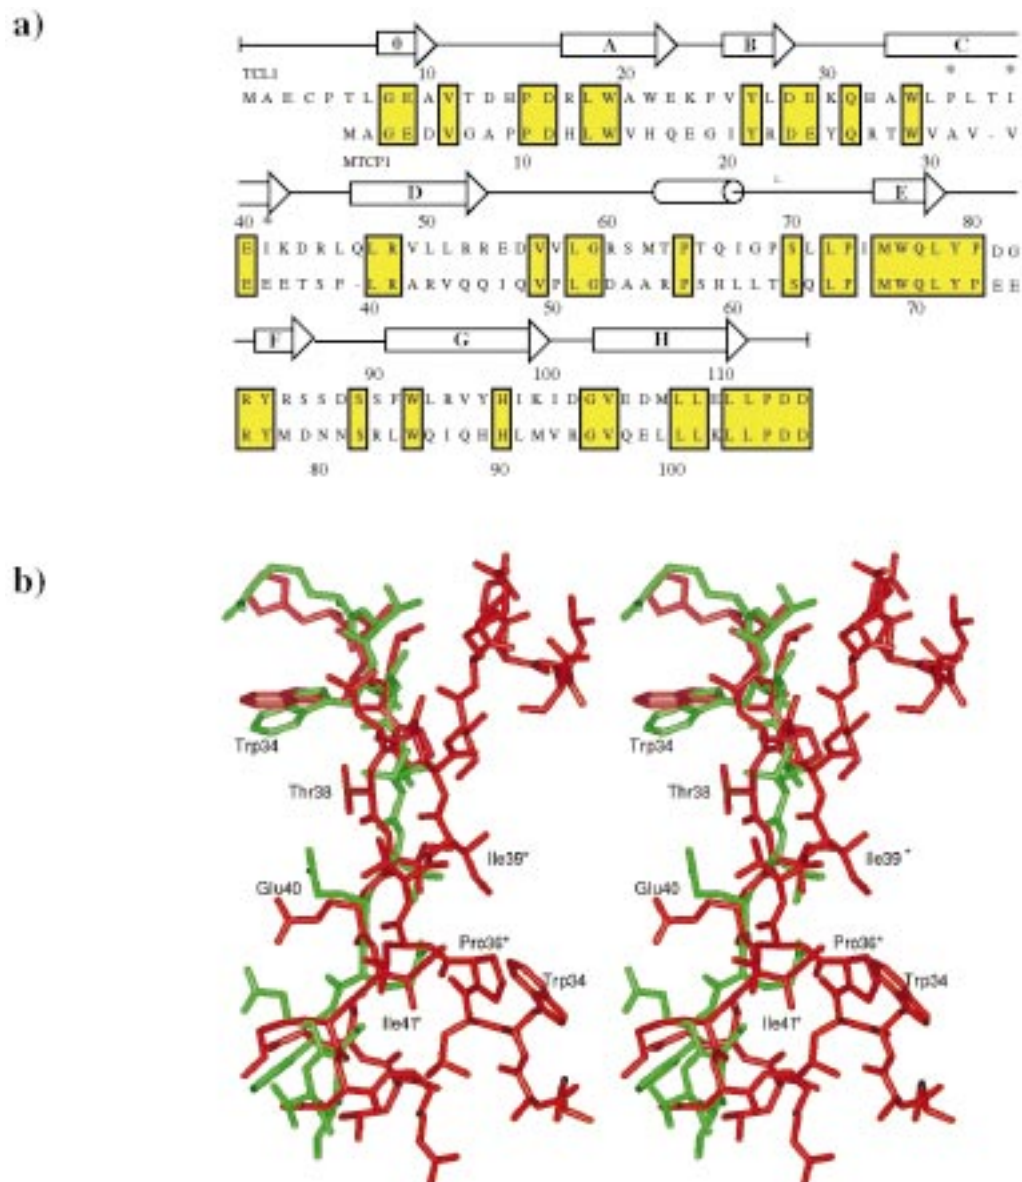 a)
0 A B C
10 20 30 * *
TCL1
M A E C P T L G E A V T D H P D R L W A W E K F V Y L D E K Q H A W L P L T I
M A G E D V G A P P D H L W V H Q E G I Y R D E Y Q R T W V A V - V
MTCP1 10 20 30
D L E
40 * 50 60 70 80
E I K D R L Q L R V L L R R E D V V L G R S M T P T Q I G P S L L P I M W Q L Y P D G
E E E T S P - L R A R V Q Q I Q V P L G D A A R P S H L L T S Q L P M W Q L Y P E E
40 50 60 70
F G H
90 100 110
R Y R S S D S S F W L R V Y H I K I D G V E D M L L E L L P D D
R Y M D N N S R L W Q I Q H H L M V R G V Q E L L L K L L P D D
80 90 100
b)
Trp34 Trp34
Thr38 Thr38
Ile39* Ile39*
Glu40 Glu40
Pro36* Pro36*
Trp34 Trp34
Ile41* Ile41*